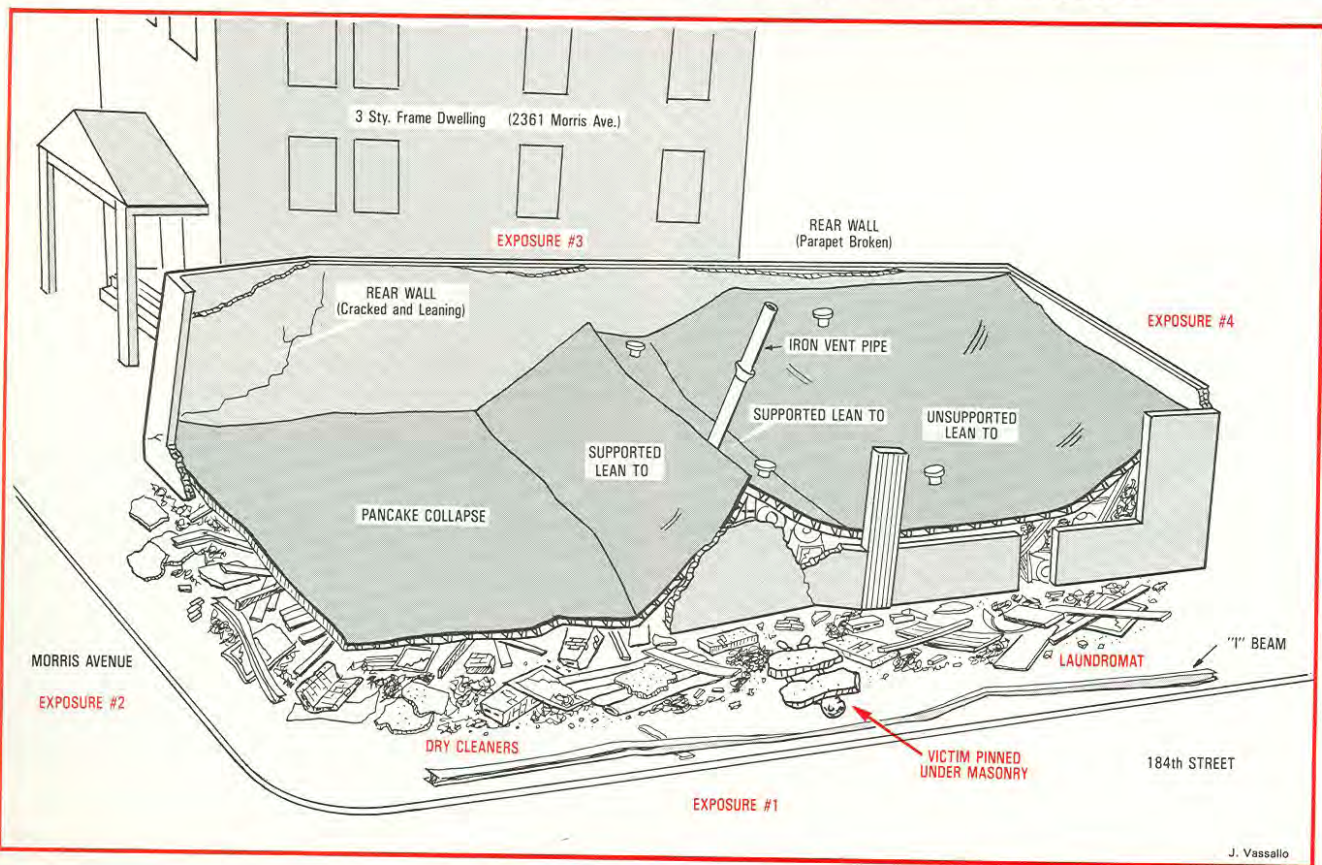 3 Sty. Frame Dwelling (2361 Morris Ave.)
EXPOSURE #3
REAR WALL
(Parapet Broken)
REAR WALL
(Cracked and Leaning)
EXPOSURE #4
IRON VENT PIPE
SUPPORTED LEAN TO
UNSUPPORTED
LEAN TO
SUPPORTED
LEAN TO
PANCAKE COLLAPSE
MORRIS AVENUE
EXPOSURE #2
"I" BEAM
LAUNDROMAT
DRY CLEANERS
VICTIM PINNED
UNDER MASONRY
184th STREET
EXPOSURE #1
J. Vassallo